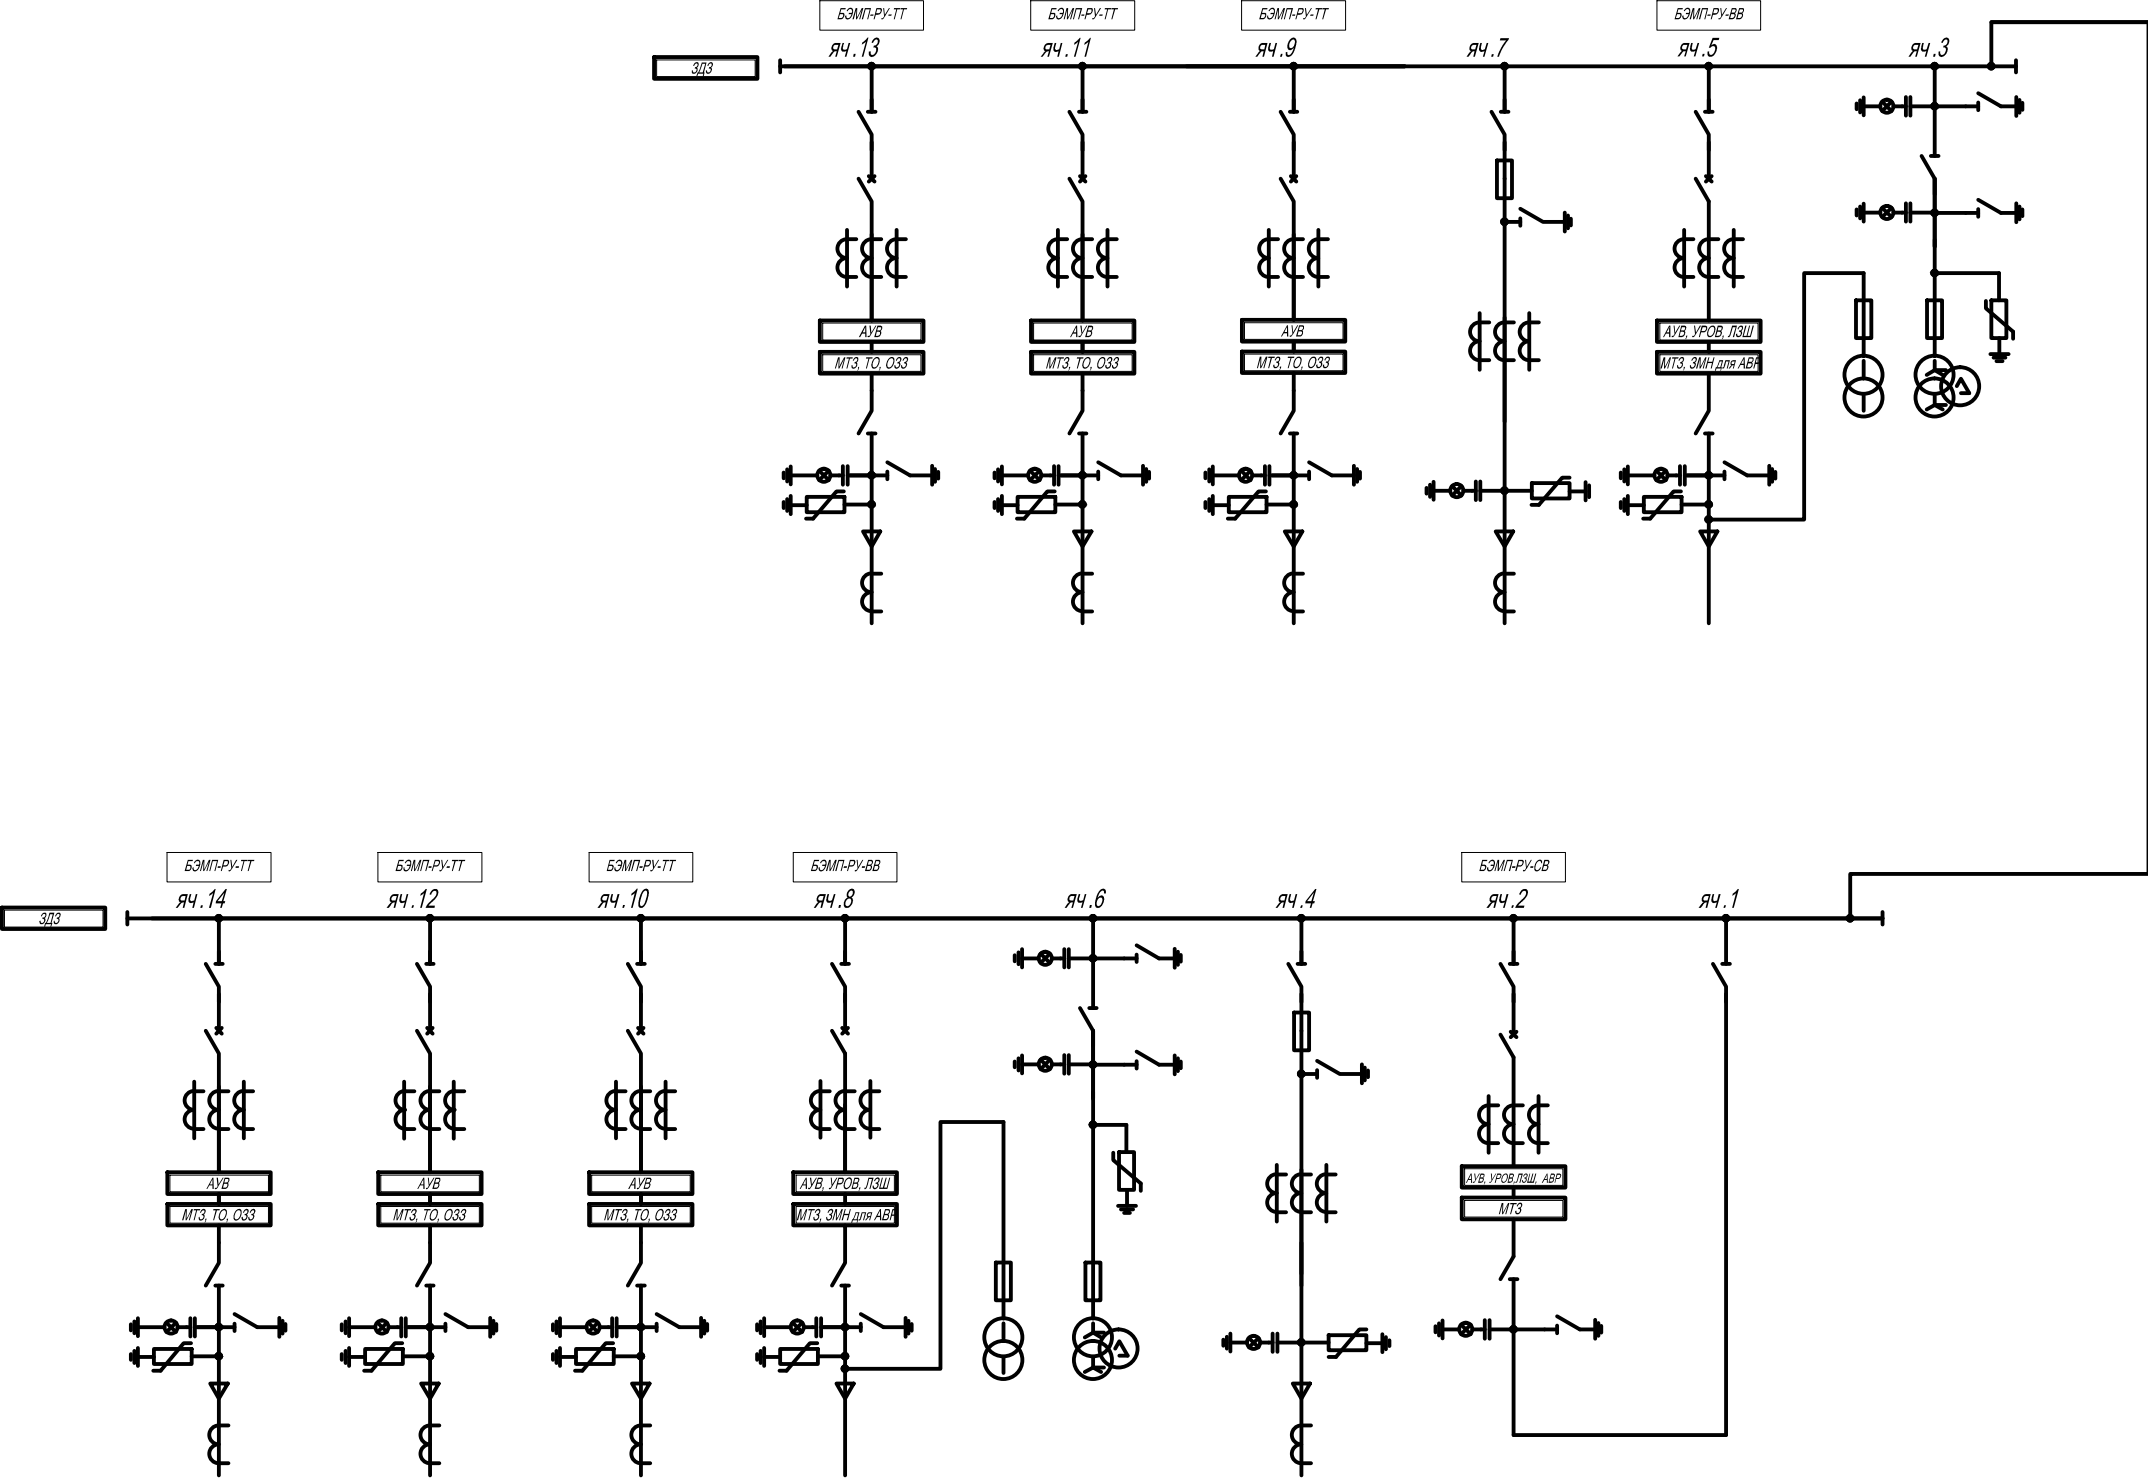 БЭМП-РУ-ТТ
БЭМП-РУ-ТТ
БЭМП-РУ-ТТ
БЭМП-РУ-ВВ
яч.13
яч.11
яч.9
яч.7
яч.5
яч.3
ЗДЗ
АУВ
АУВ
АУВ
АУВ, УРОВ, ЛЗШ
МТЗ, ТО, ОЗЗ
МТЗ, ТО, ОЗЗ
МТЗ, ТО, ОЗЗ
МТЗ, ЗМН для АВР
БЭМП-РУ-ТТ
БЭМП-РУ-ТТ
БЭМП-РУ-ТТ
БЭМП-РУ-ВВ
БЭМП-РУ-СВ
яч.14
яч.12
яч.10
яч.8
яч.6
яч.4
яч.2
яч.1
ЗДЗ
АУВ
АУВ
АУВ
АУВ, УРОВ, ЛЗШ
АУВ, УРОВ,ЛЗШ, АВР
МТЗ, ТО, ОЗЗ
МТЗ, ТО, ОЗЗ
МТЗ, ТО, ОЗЗ
МТЗ, ЗМН для АВР
МТЗ